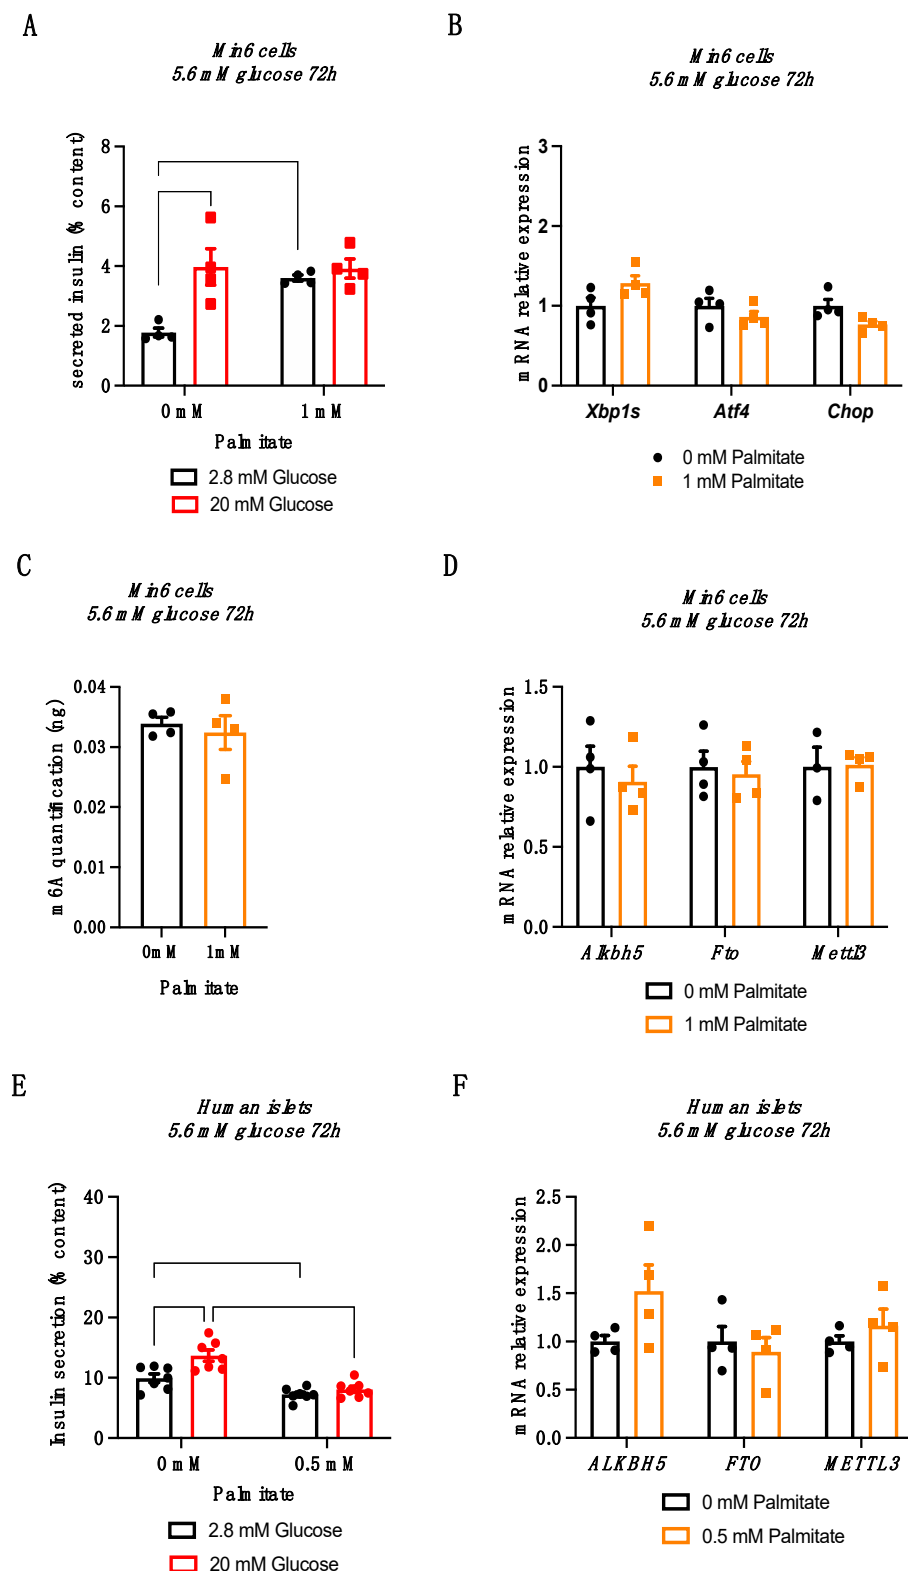 A
Min6 cells
5.6 mM glucose 72h
secreted insulin (% content)
8
6
4
2
0
0 mM
1 mM
Palmitate
2.8 mM Glucose
20 mM Glucose
B
Min6 cells
5.6 mM glucose 72h
mRNA relative expression
3
2
1
0
Xbp1s
Atf4
Chop
0 mM Palmitate
1 mM Palmitate
C
Min6 cells
5.6 mM glucose 72h
m6A quantification (ng)
0.04
0.03
0.02
0.01
0.00
0mM
1mM
Palmitate
D
Min6 cells
5.6 mM glucose 72h
mRNA relative expression
1.5
1.0
0.5
0.0
Alkbh5
Fto
Mettl3
0 mM Palmitate
1 mM Palmitate
E
Human islets
5.6 mM glucose 72h
Insulin secretion (% content)
40
30
20
10
0
0 mM
0.5 mM
Palmitate
2.8 mM Glucose
20 mM Glucose
F
Human islets
5.6 mM glucose 72h
mRNA relative expression
2.5
2.0
1.5
1.0
0.5
0.0
ALKBH5
FTO
METTL3
0 mM Palmitate
0.5 mM Palmitate